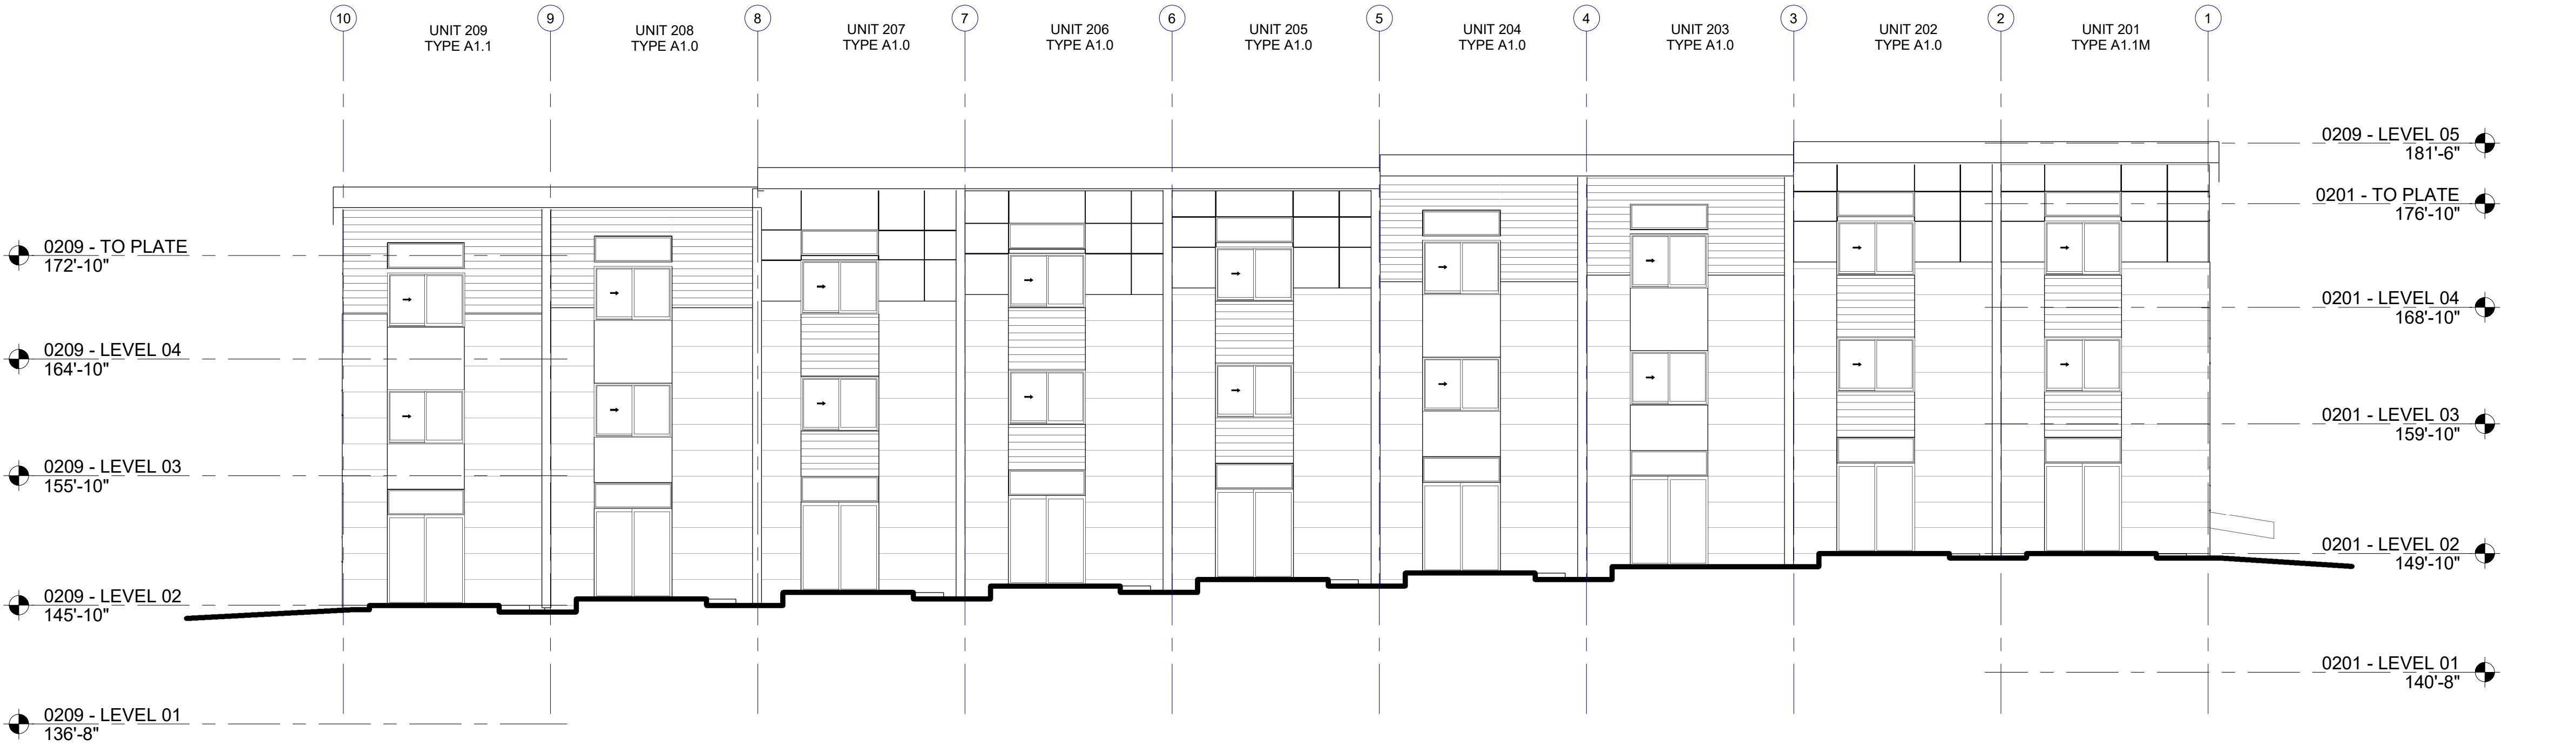 10
9
8
7
6
5
4
3
2
1
UNIT 209
TYPE A1.1
UNIT 208
TYPE A1.0
UNIT 207
TYPE A1.0
UNIT 206
TYPE A1.0
UNIT 205
TYPE A1.0
UNIT 204
TYPE A1.0
UNIT 203
TYPE A1.0
UNIT 202
TYPE A1.0
UNIT 201
TYPE A1.1M
0209 - TO PLATE
172'-10"
0209 - LEVEL 04
164'-10"
0209 - LEVEL 03
155'-10"
0209 - LEVEL 02
145'-10"
0209 - LEVEL 01
136'-8"
0209 - LEVEL 05
181'-6"
0201 - TO PLATE
176'-10"
0201 - LEVEL 04
168'-10"
0201 - LEVEL 03
159'-10"
0201 - LEVEL 02
149'-10"
0201 - LEVEL 01
140'-8"